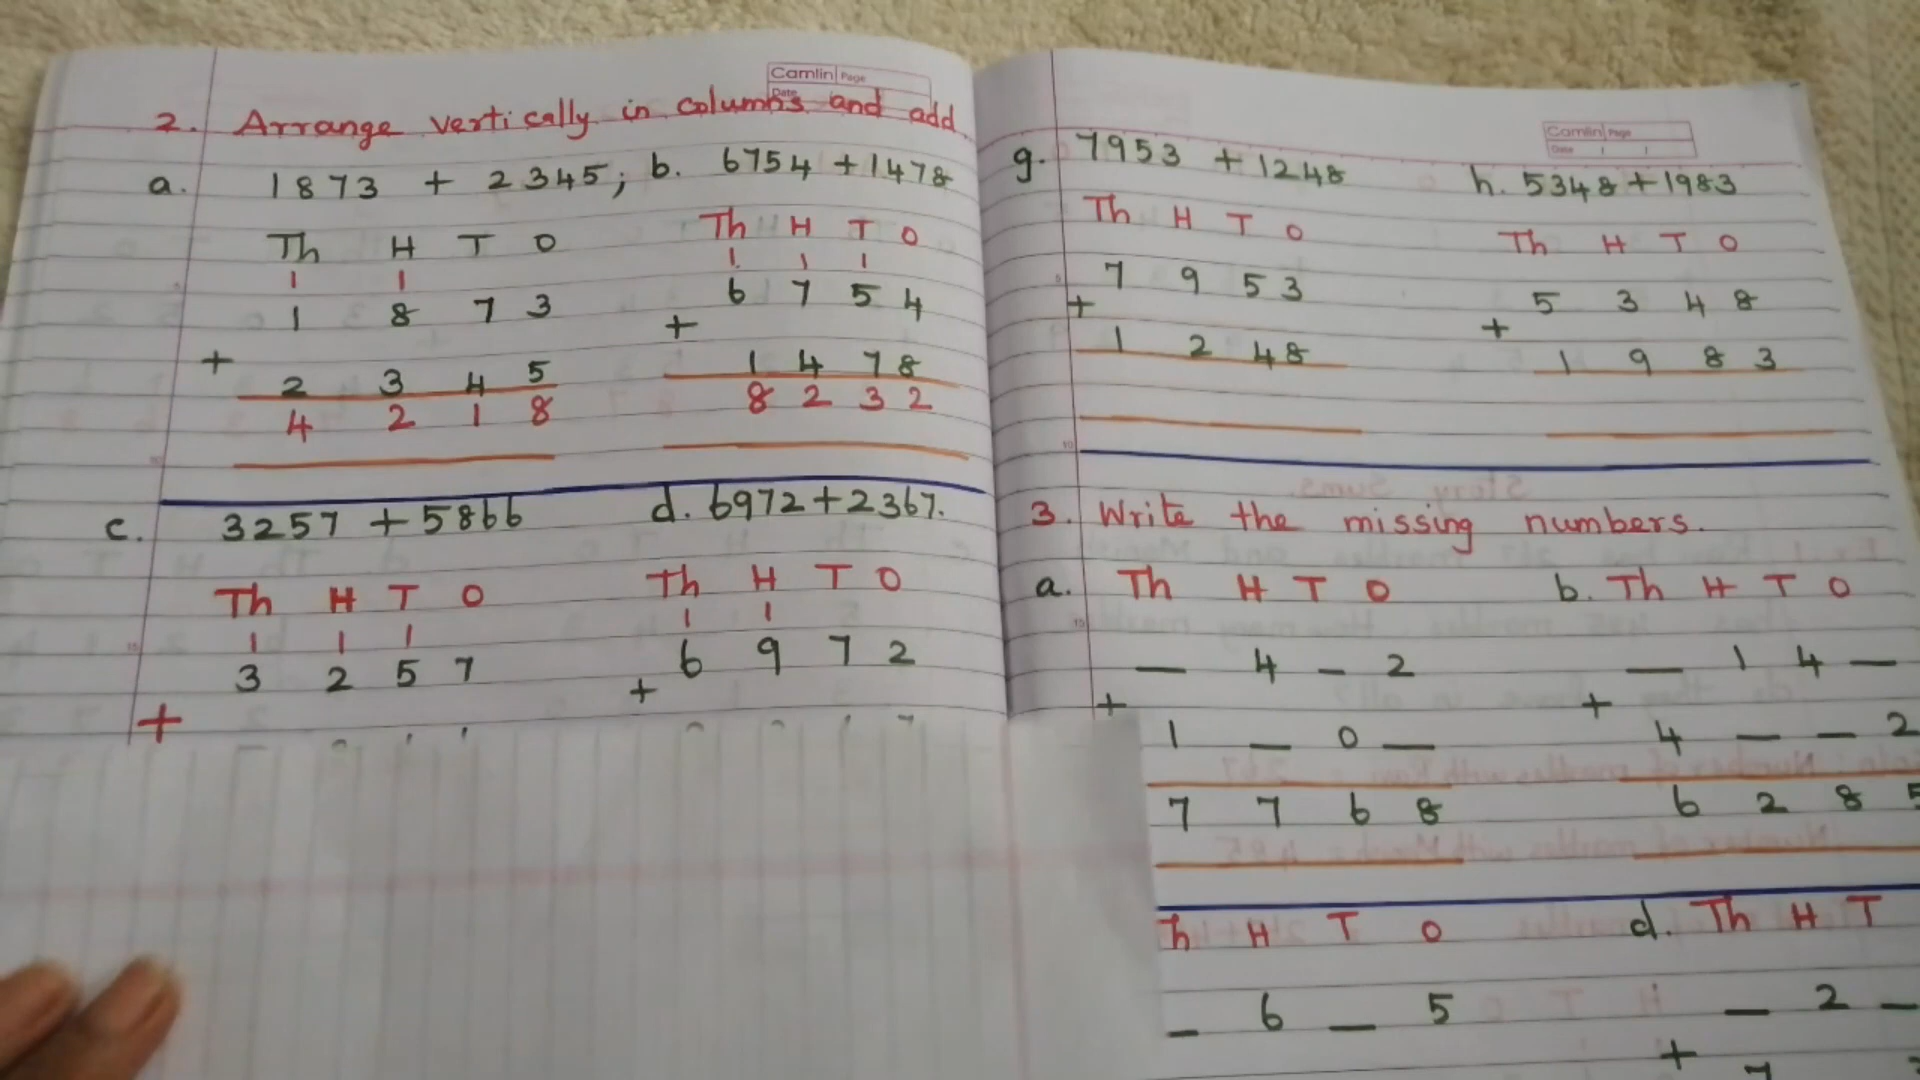 Camlin Page
Date
2. Arrange vertically in columns and add
a. 1873 + 2345; b. 6754 + 1478
Th H T O
1 1
1 8 7 3
+
2 3 4 5
4 2 1 8
Th H T O
1 1 1
6 7 5 4
+
1 4 7 8
8 2 3 2
c. 3257 + 5866
Th H T O
1 1 1
3 2 5 7
+
d. 6972 + 2367.
Th H T O
1 1
6 9 7 2
+
Camlin Page
Date
g. 7953 + 1248
Th H T O
7 9 5 3
+
1 2 4 8
h. 5348 + 1983
Th H T O
5 3 4 8
+
1 9 8 3
3. Write the missing numbers.
a. Th H T O
_ 4 _ 2
+
1 _ 0 _
7 7 6 8
b. Th H T O
_ 1 4 _
+
4 _ _ 2
6 2 8 5
h H T O
_ 6 _ 5
d. Th H T
_ 2 _
+
7